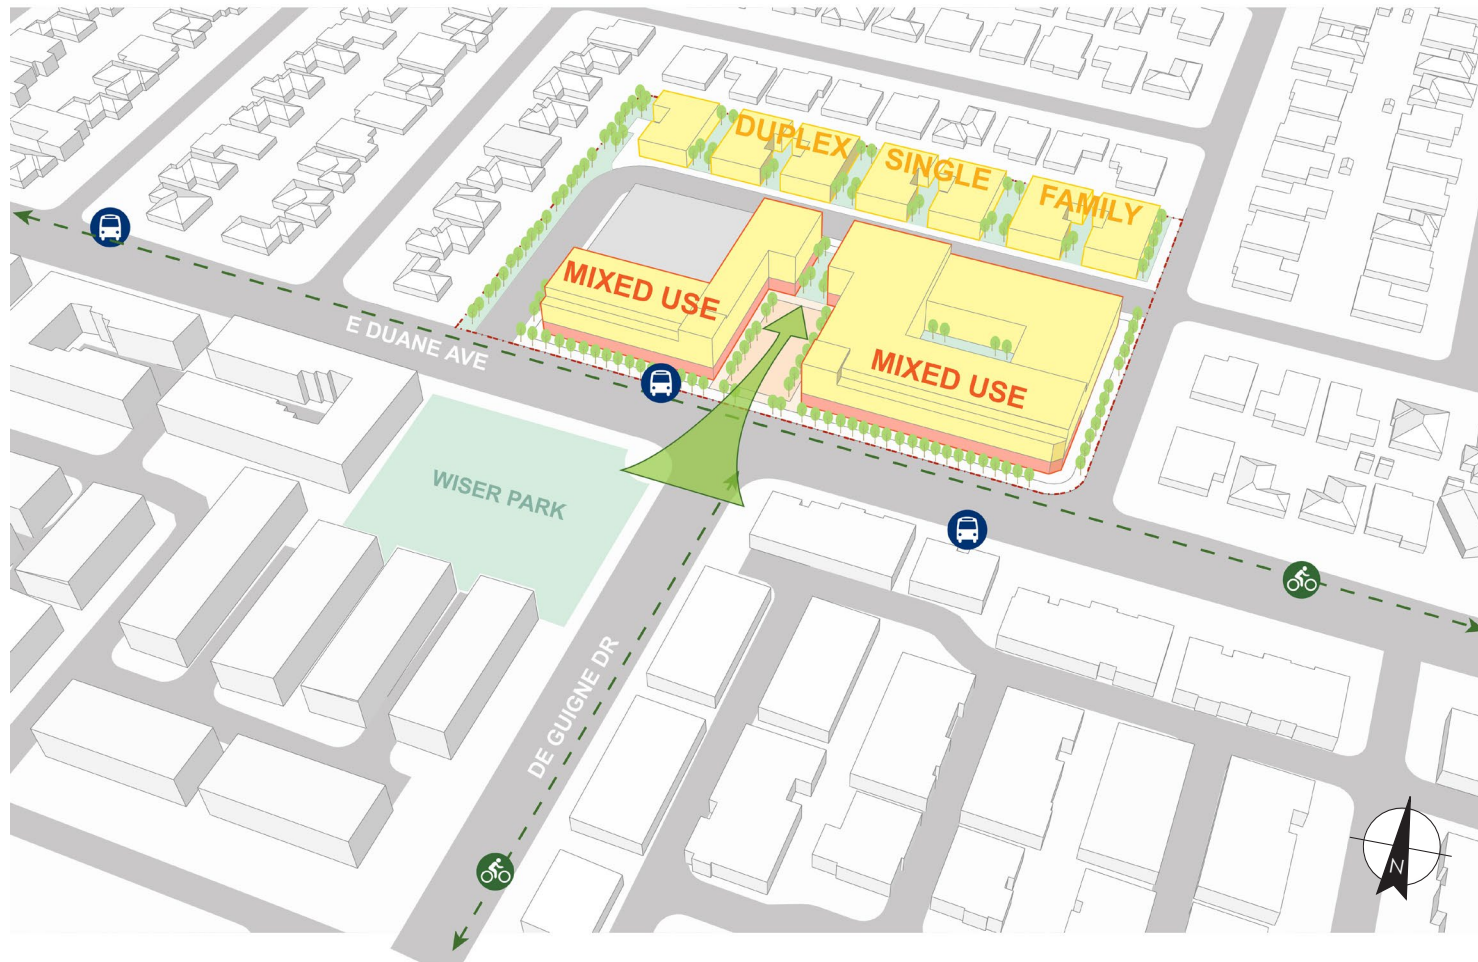 DUPLEX
SINGLE
FAMILY
MIXED USE
MIXED USE
E DUANE AVE
WISER PARK
DE GUIGNE DR
N